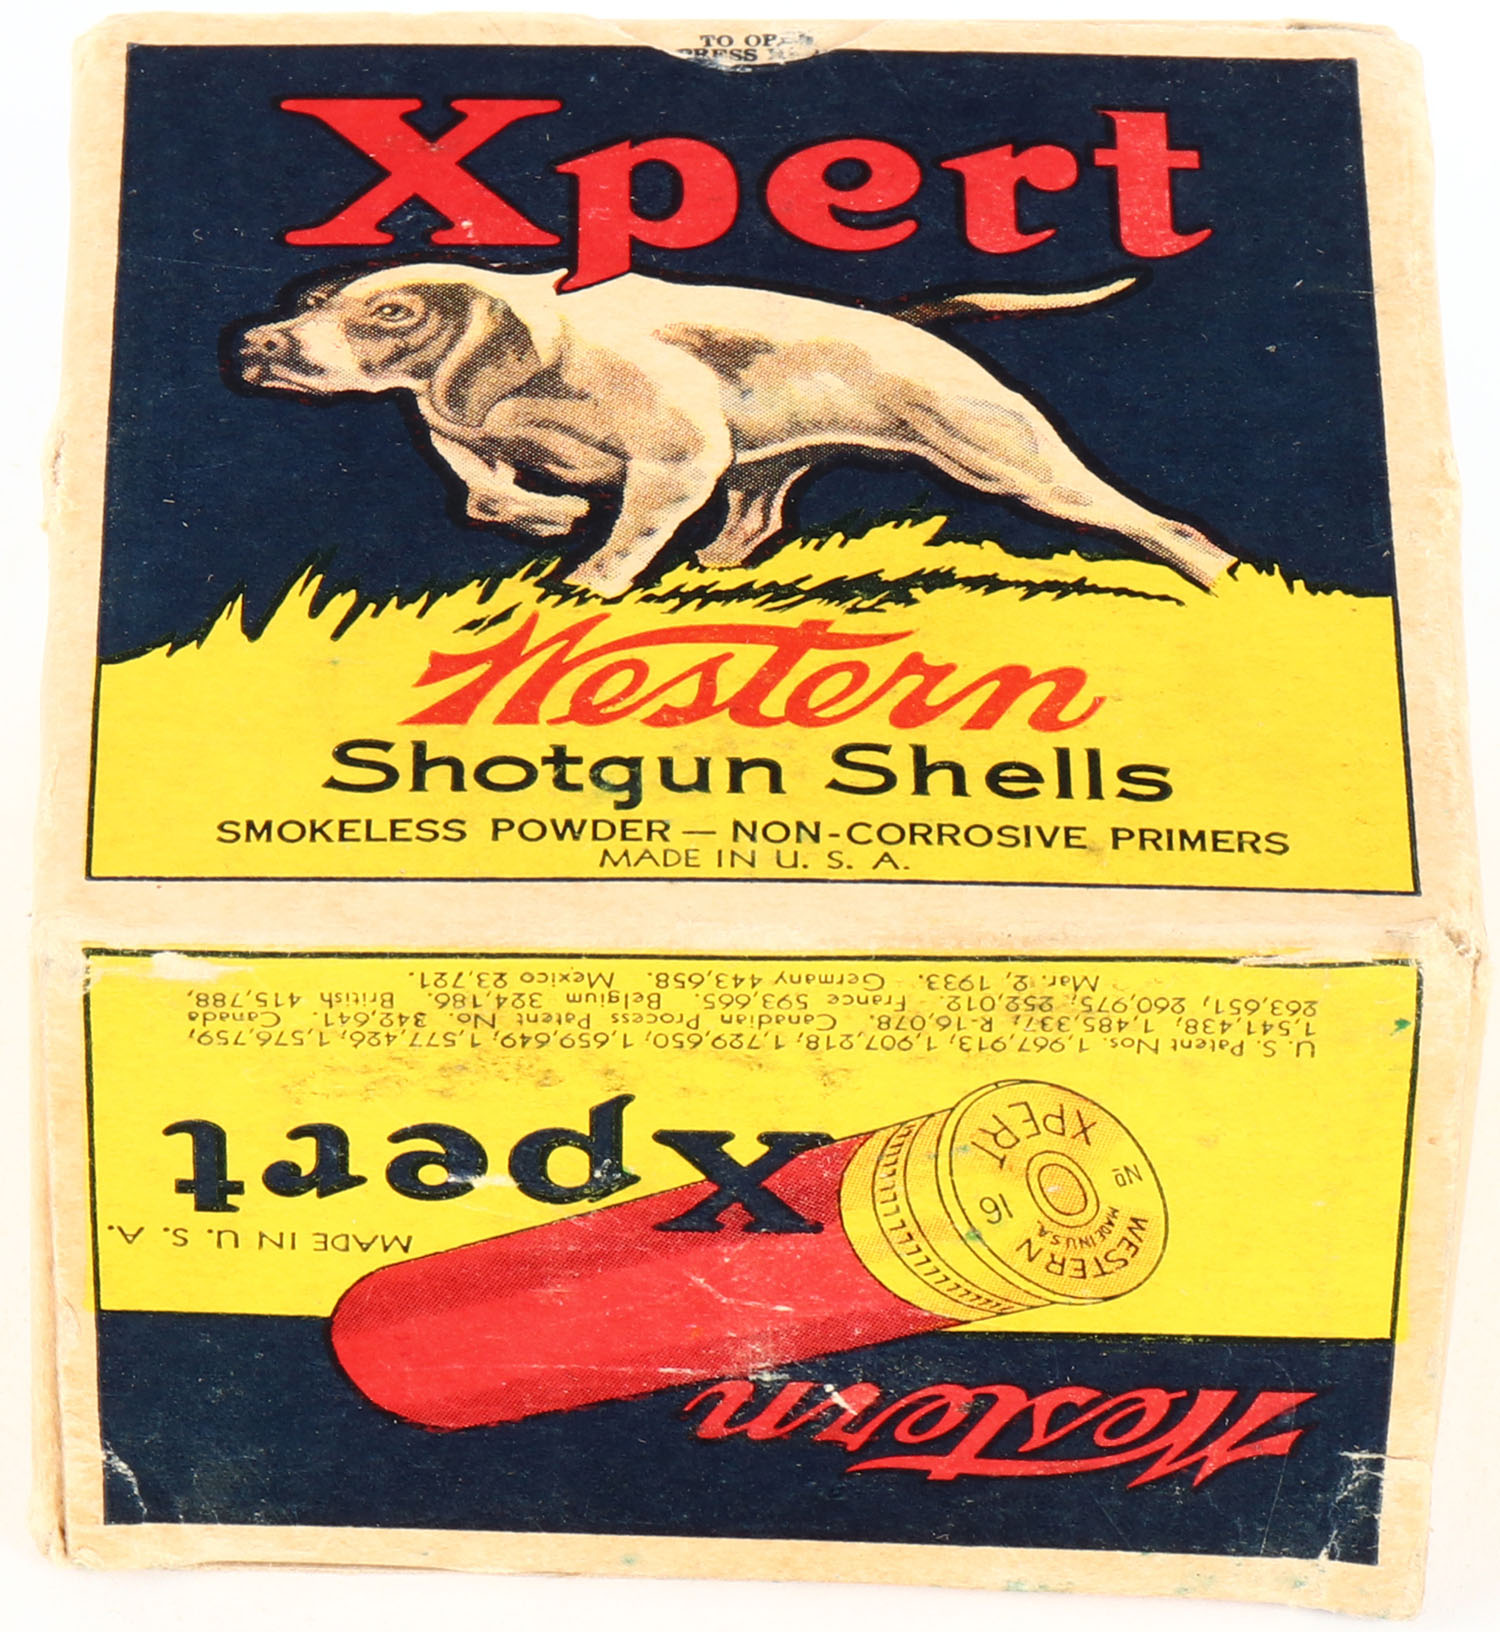 TO
PRESS
Xpert
Western
Shotgun Shells
SMOKELESS POWDER — NON-CORROSIVE PRIMERS
MADE IN U. S. A.
Western
MADE IN U. S. A.
Xpert
WESTERN
MADE IN U.S.A.
No 16
XPERT
U. S. Patent Nos. 1,967,913, 1,907,218, 1,729,650, 1,659,649, 1,577,426, 1,576,759,
1,541,438, 1,485,337; R-16,078. Canadian Process Patent No. 342,641. Canada
263,651, 260,975, 252,012. France 593,665. Belgium 324,186. British 415,788,
Mar. 2, 1933. Germany 443,658. Mexico 23,721.